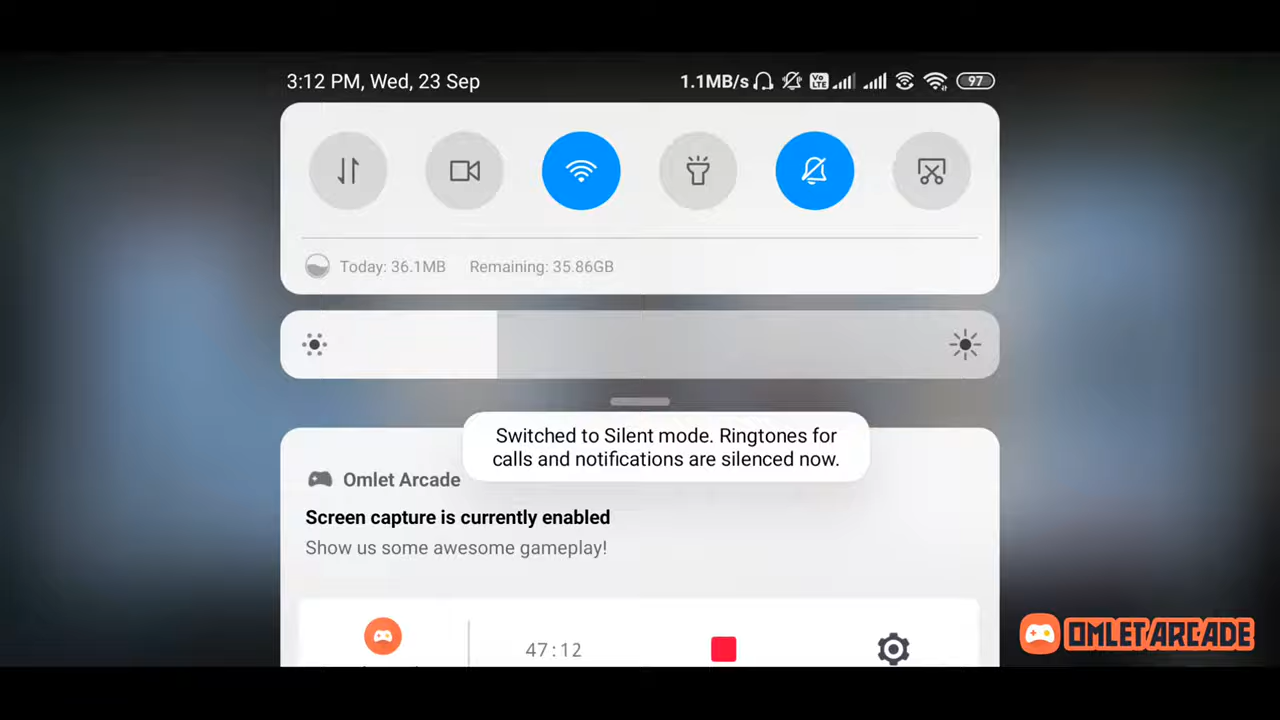 3:12 PM, Wed, 23 Sep
1.1MB/s
Vo
LTE
97
Today: 36.1MB Remaining: 35.86GB
Switched to Silent mode. Ringtones for
calls and notifications are silenced now.
Omlet Arcade
Screen capture is currently enabled
Show us some awesome gameplay!
47:12
OMLET ARCADE